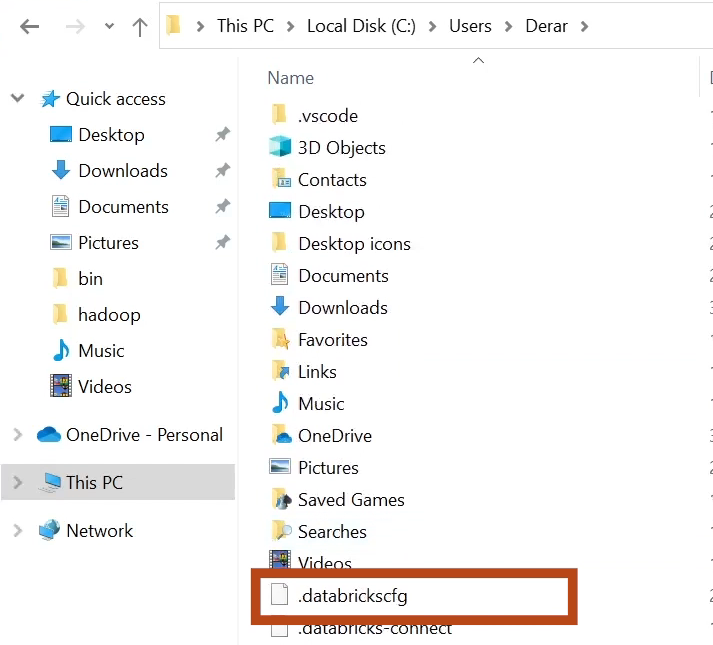 This PC > Local Disk (C:) > Users > Derar >
Quick access
Desktop
Downloads
Documents
Pictures
bin
hadoop
Music
Videos
OneDrive - Personal
This PC
Network
Name
.vscode
3D Objects
Contacts
Desktop
Desktop icons
Documents
Downloads
Favorites
Links
Music
OneDrive
Pictures
Saved Games
Searches
Videos
.databrickscfg
.databricks-connect